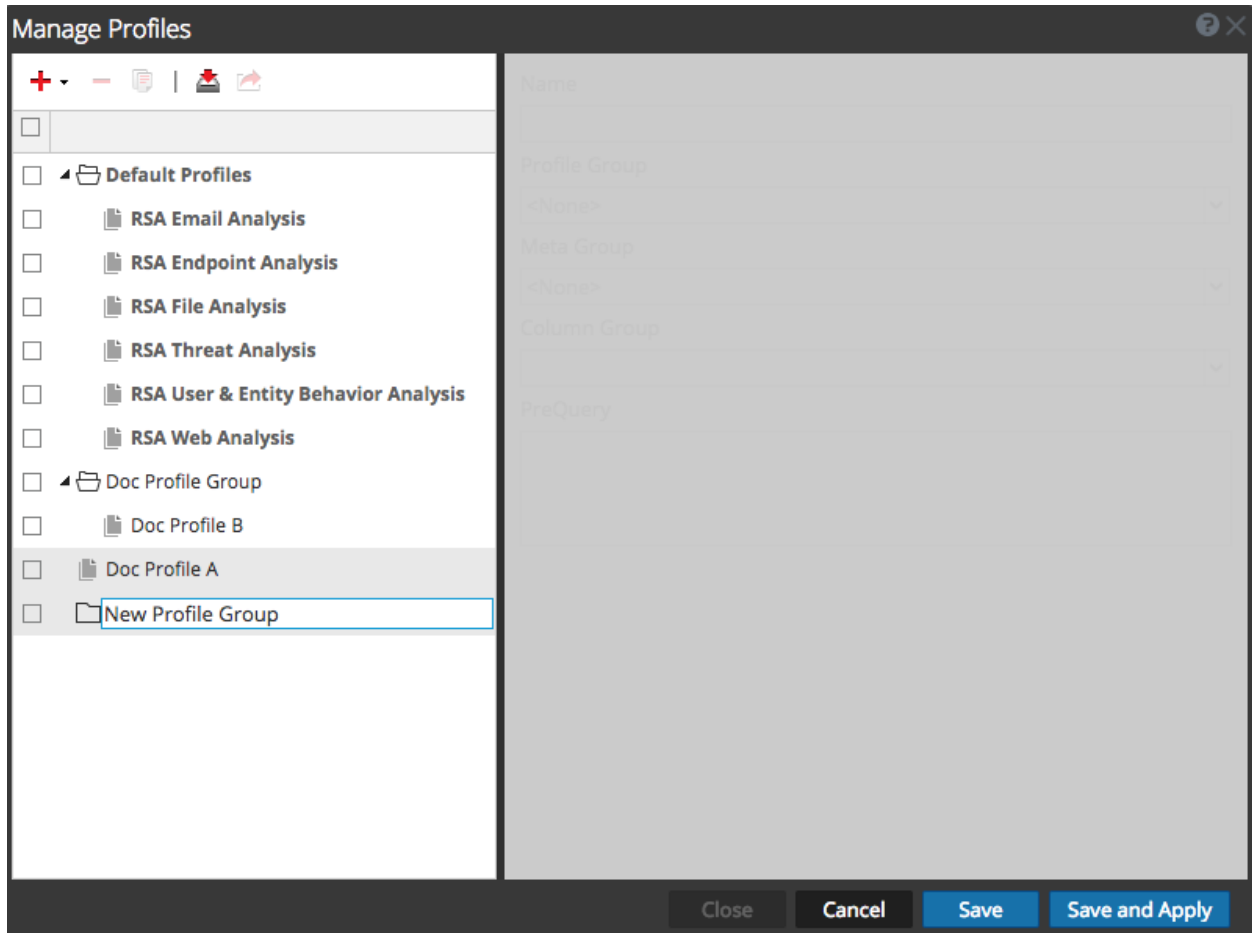 Manage Profiles
Name
Profile Group
<None>
Meta Group
<None>
Column Group
PreQuery
Default Profiles
RSA Email Analysis
RSA Endpoint Analysis
RSA File Analysis
RSA Threat Analysis
RSA User & Entity Behavior Analysis
RSA Web Analysis
Doc Profile Group
Doc Profile B
Doc Profile A
New Profile Group
Close
Cancel
Save
Save and Apply